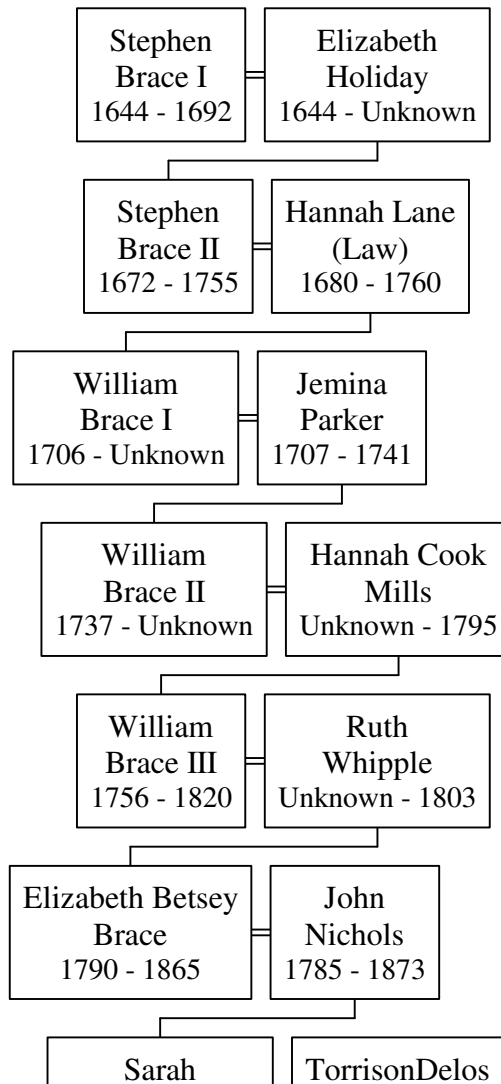 Stephen
Brace I
1644 - 1692
Elizabeth
Holiday
1644 - Unknown
Stephen
Brace II
1672 - 1755
Hannah Lane
(Law)
1680 - 1760
William
Brace I
1706 - Unknown
Jemina
Parker
1707 - 1741
William
Brace II
1737 - Unknown
Hannah Cook
Mills
Unknown - 1795
William
Brace III
1756 - 1820
Ruth
Whipple
Unknown - 1803
Elizabeth Betsey
Brace
1790 - 1865
John
Nichols
1785 - 1873
Sarah
TorrisonDelos